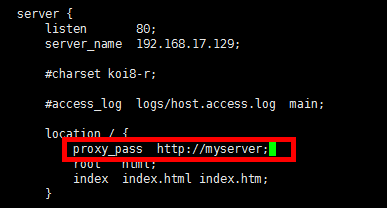 server {
listen 80;
server_name 192.168.17.129;
#charset koi8-r;
#access_log logs/host.access.log main;
location / {
proxy_pass http://myserver;
root html;
index index.html index.htm;
}